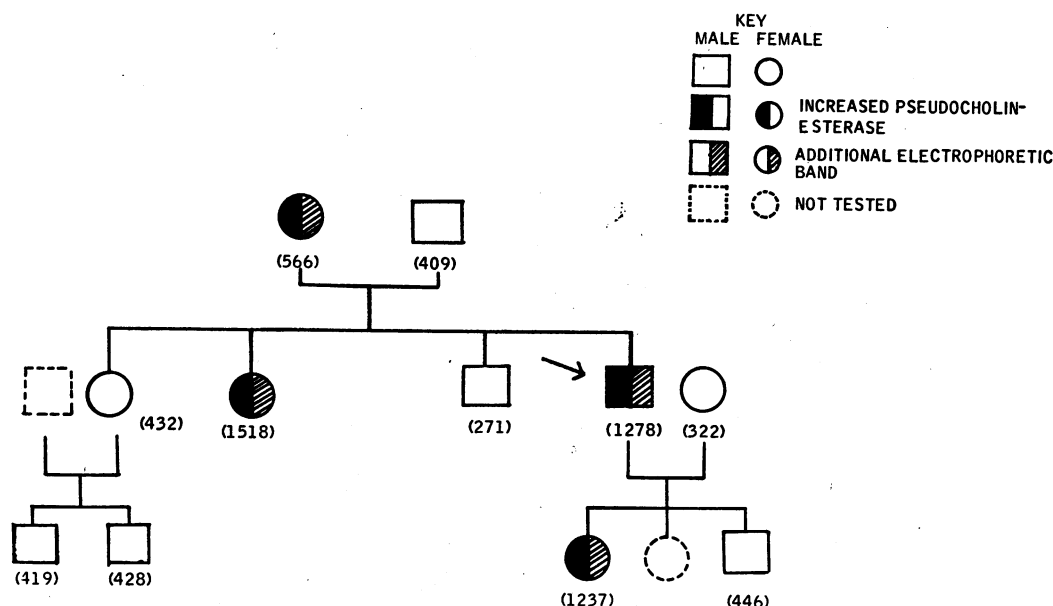 KEY
MALE FEMALE
INCREASED PSEUDOCHOLIN-
ESTERASE
ADDITIONAL ELECTROPHORETIC
BAND
NOT TESTED
(566) (409)
(432) (1518) (271) (1278) (322)
(419) (428) (1237) (446)